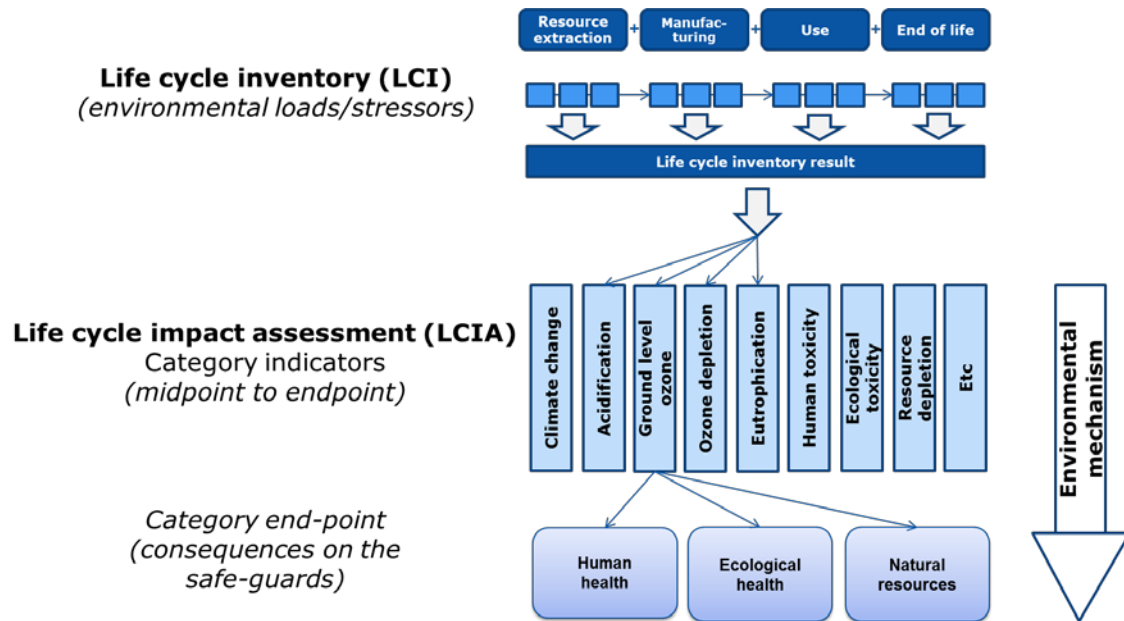 Resource
extraction
+
Manufac-
turing
+
Use
+
End of life
Life cycle inventory (LCI)
(environmental loads/stressors)
Life cycle inventory result
Life cycle impact assessment (LCIA)
Category indicators
(midpoint to endpoint)
Climate change
Acidification
Ground level
ozone
Ozone depletion
Eutrophication
Human toxicity
Ecological
toxicity
Resource
depletion
Etc
Environmental
mechanism
Category end-point
(consequences on the
safe-guards)
Human
health
Ecological
health
Natural
resources